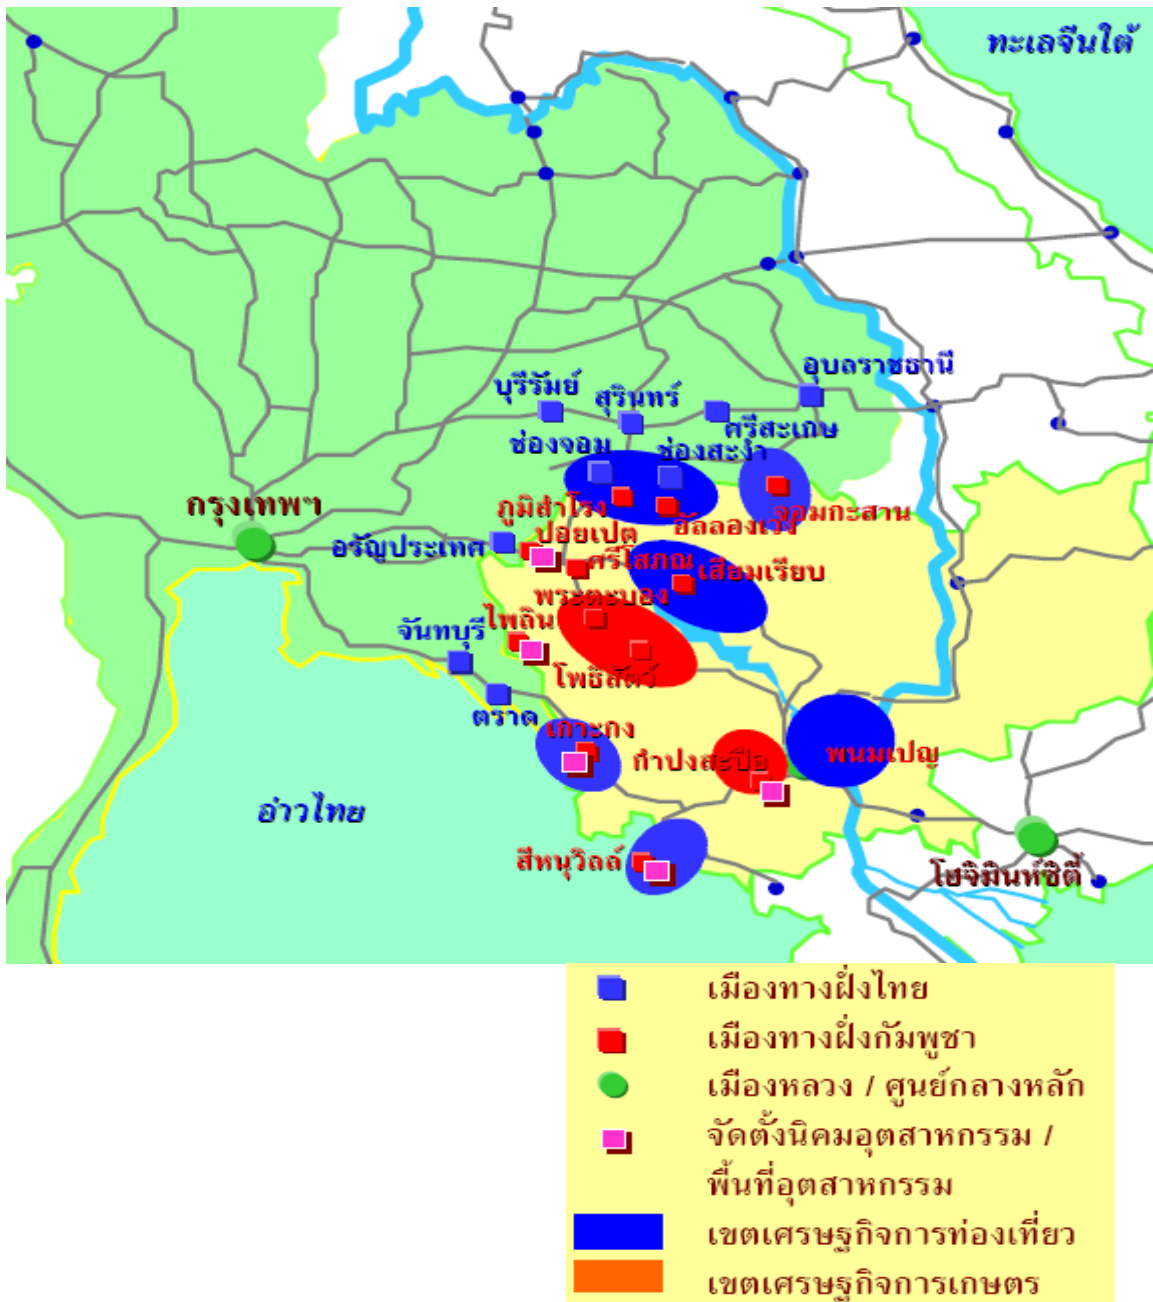 ทะเลจีนใต้
อุบลราชธานี
บุรีรัมย์
สุรินทร์
ศรีสะเกษ
ช่องจอม
ช่องสะงำ
กรุงเทพฯ
ภูมิสำโรง
อัลลองเวง
จอมกะสาน
ปอยเปต
อรัญประเทศ
ศรีโสภณ
เสียมเรียบ
พระตะบอง
ไพลิน
จันทบุรี
โพธิสัตว์
ตราด
เกาะกง
กำปงสะปือ
พนมเปญ
อ่าวไทย
สีหนุวิลล์
โฮจิมินห์ซิตี้
เมืองทางฝั่งไทย
เมืองทางฝั่งกัมพูชา
เมืองหลวง / ศูนย์กลางหลัก
จัดตั้งนิคมอุตสาหกรรม /
พื้นที่อุตสาหกรรม
เขตเศรษฐกิจการท่องเที่ยว
เขตเศรษฐกิจการเกษตร